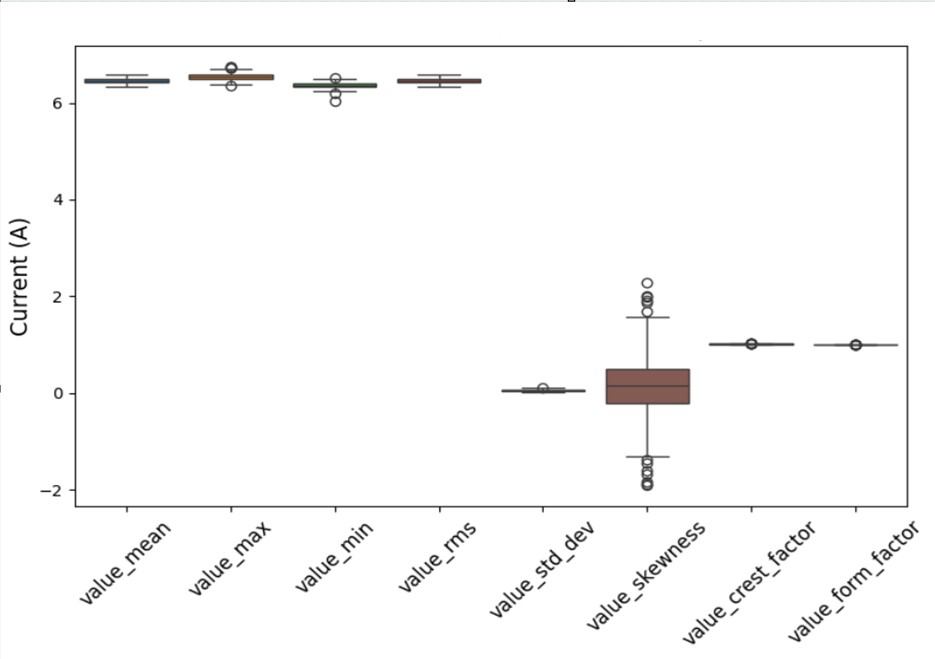 Current (A)
6
4
2
0
−2
value_mean
value_max
value_min
value_rms
value_std_dev
value_skewness
value_crest_factor
value_form_factor